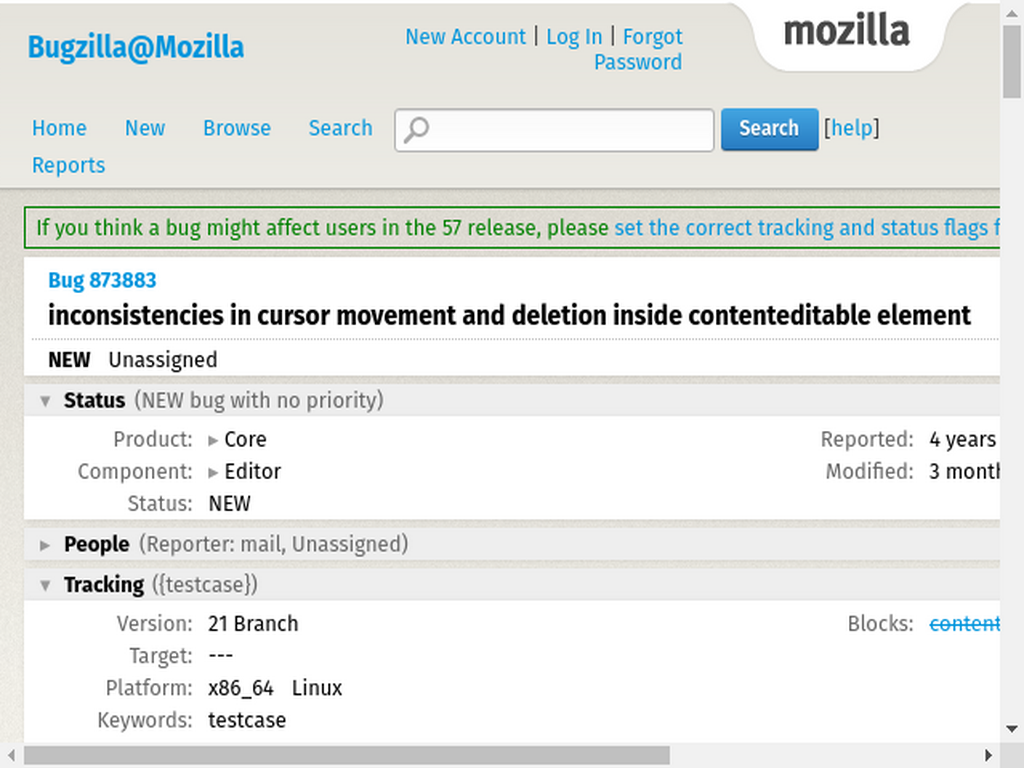 Bugzilla@Mozilla
New Account | Log In | Forgot
Password
mozilla
Home New Browse Search Search [help]
Reports
If you think a bug might affect users in the 57 release, please set the correct tracking and status flags f
Bug 873883
inconsistencies in cursor movement and deletion inside contenteditable element
NEW Unassigned
Status (NEW bug with no priority)
Product: Core Reported: 4 years
Component: Editor Modified: 3 month
Status: NEW
People (Reporter: mail, Unassigned)
Tracking ({testcase})
Version: 21 Branch Blocks: content
Target: ---
Platform: x86_64 Linux
Keywords: testcase